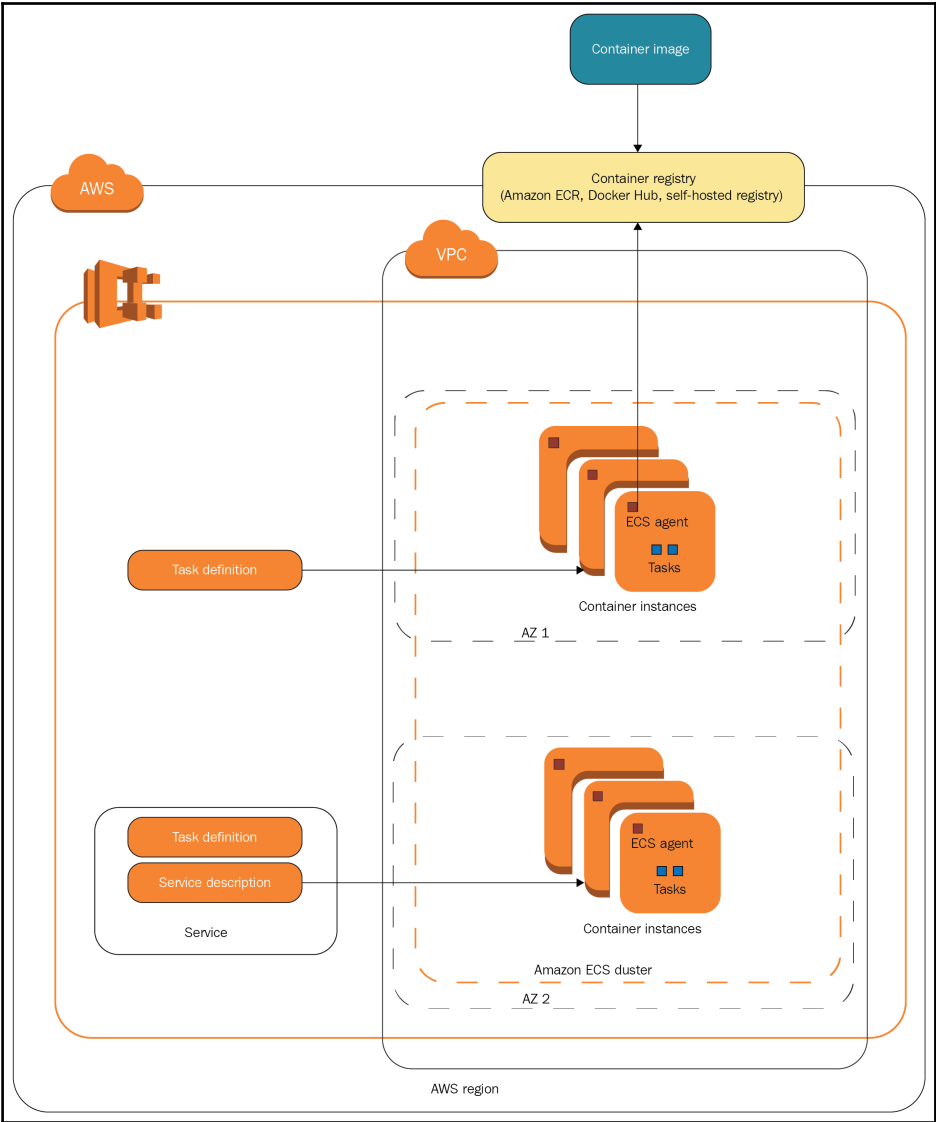 Container image
Container registry
(Amazon ECR, Docker Hub, self-hosted registry)
AWS
VPC
ECS agent
Tasks
Task definition
Container instances
AZ 1
ECS agent
Tasks
Task definition
Service description
Service
Container instances
Amazon ECS duster
AZ 2
AWS region